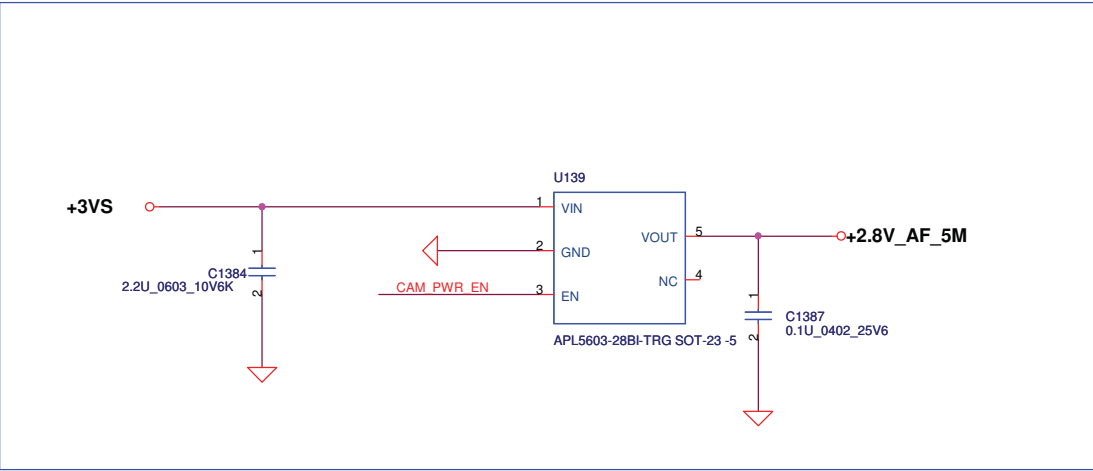 U139
+3VS
1
VIN
2
GND
CAM_PWR_EN
3
EN
VOUT
5
+2.8V_AF_5M
NC
4
1
C1384
2.2U_0603_10V6K
2
1
C1387
0.1U_0402_25V6
2
APL5603-28BI-TRG SOT-23 -5